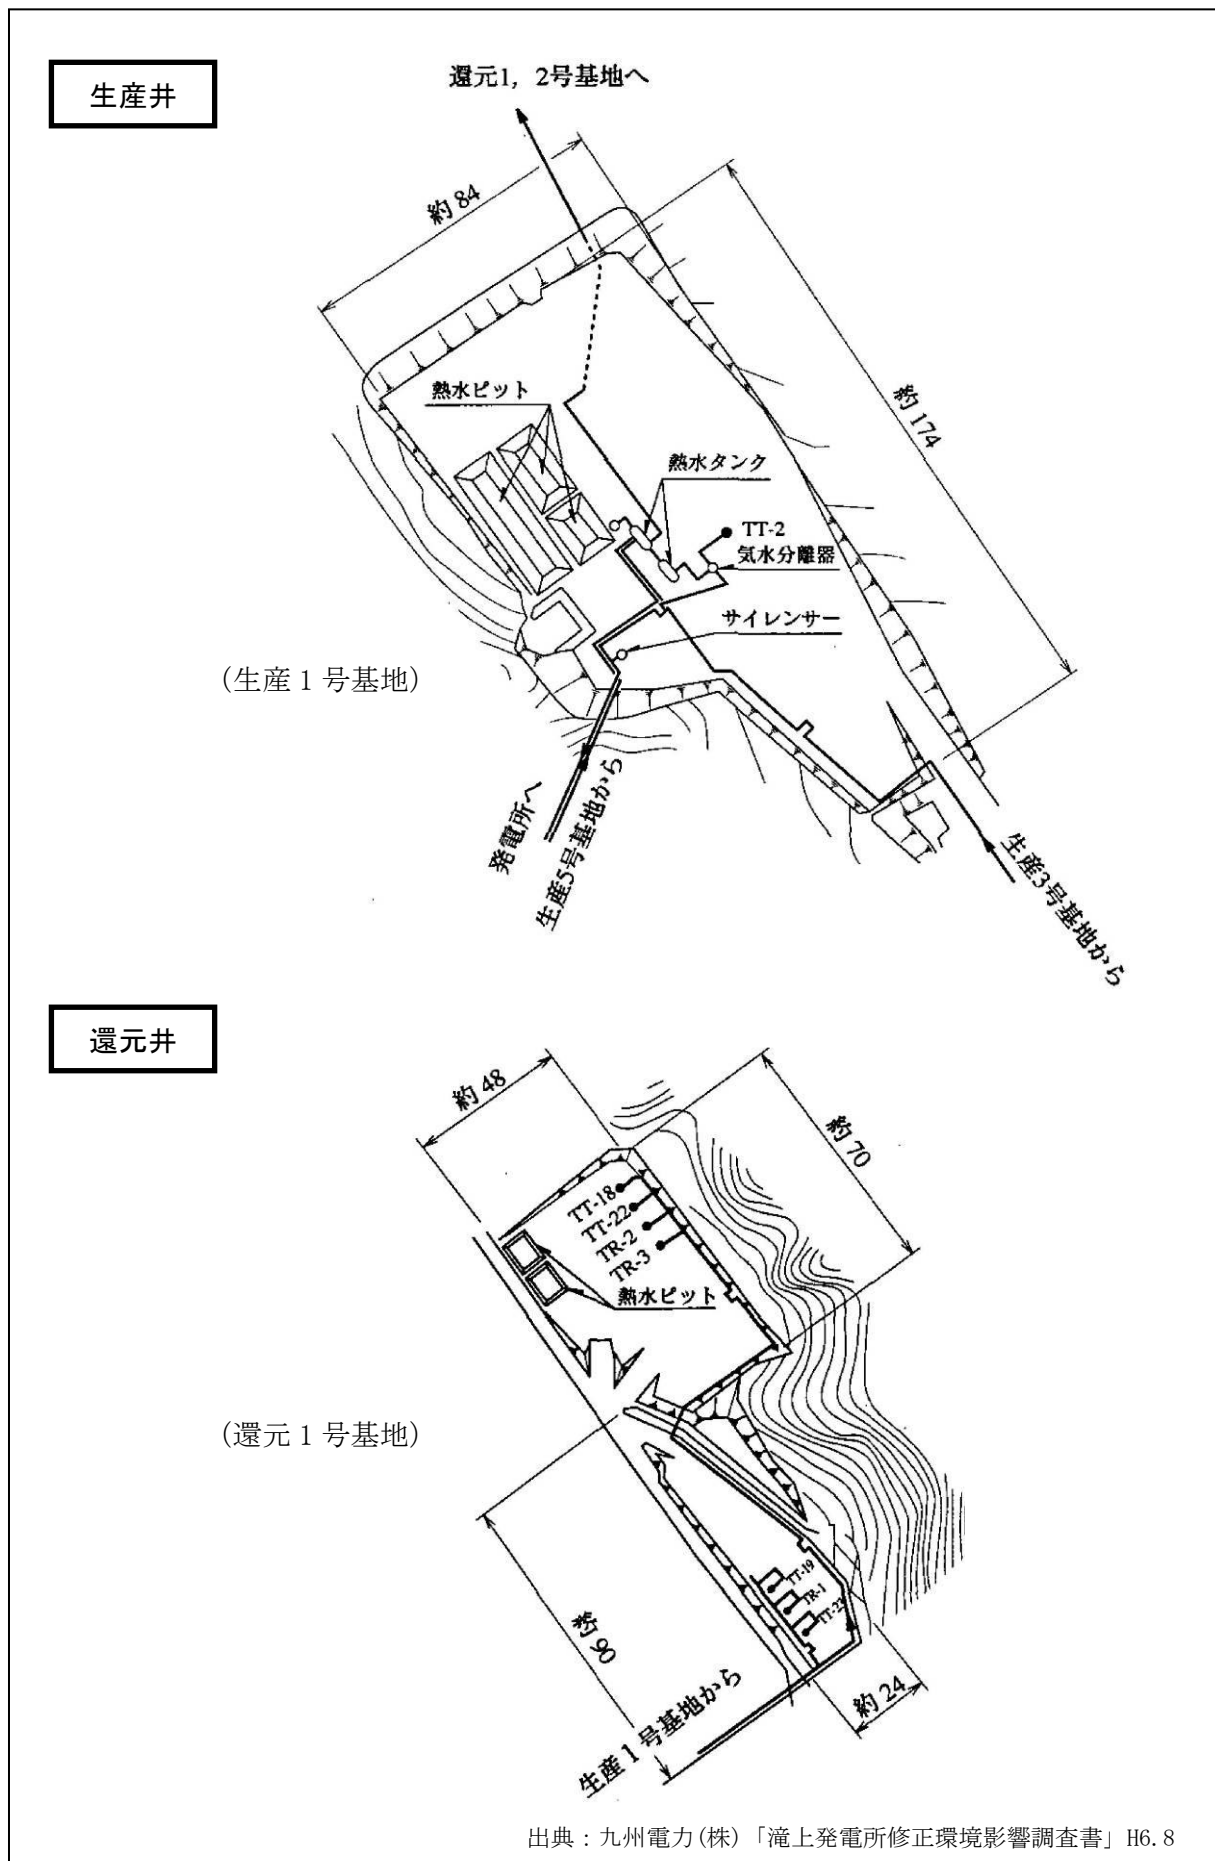 生産井
還元1，2号基地へ
約 84
約 174
熱水ピット
熱水タンク
TT-2
気水分離器
サイレンサー
（生産 1 号基地）
発電所へ
生産5号基地から
生産3号基地から
還元井
約 48
約 70
TT-18
TT-22
TR-2
TR-3
熱水ピット
（還元 1 号基地）
TT-19
TR-1
TT-23
約 90
約 24
生産 1 号基地から
出典：九州電力(株)「滝上発電所修正環境影響調査書」H6.8